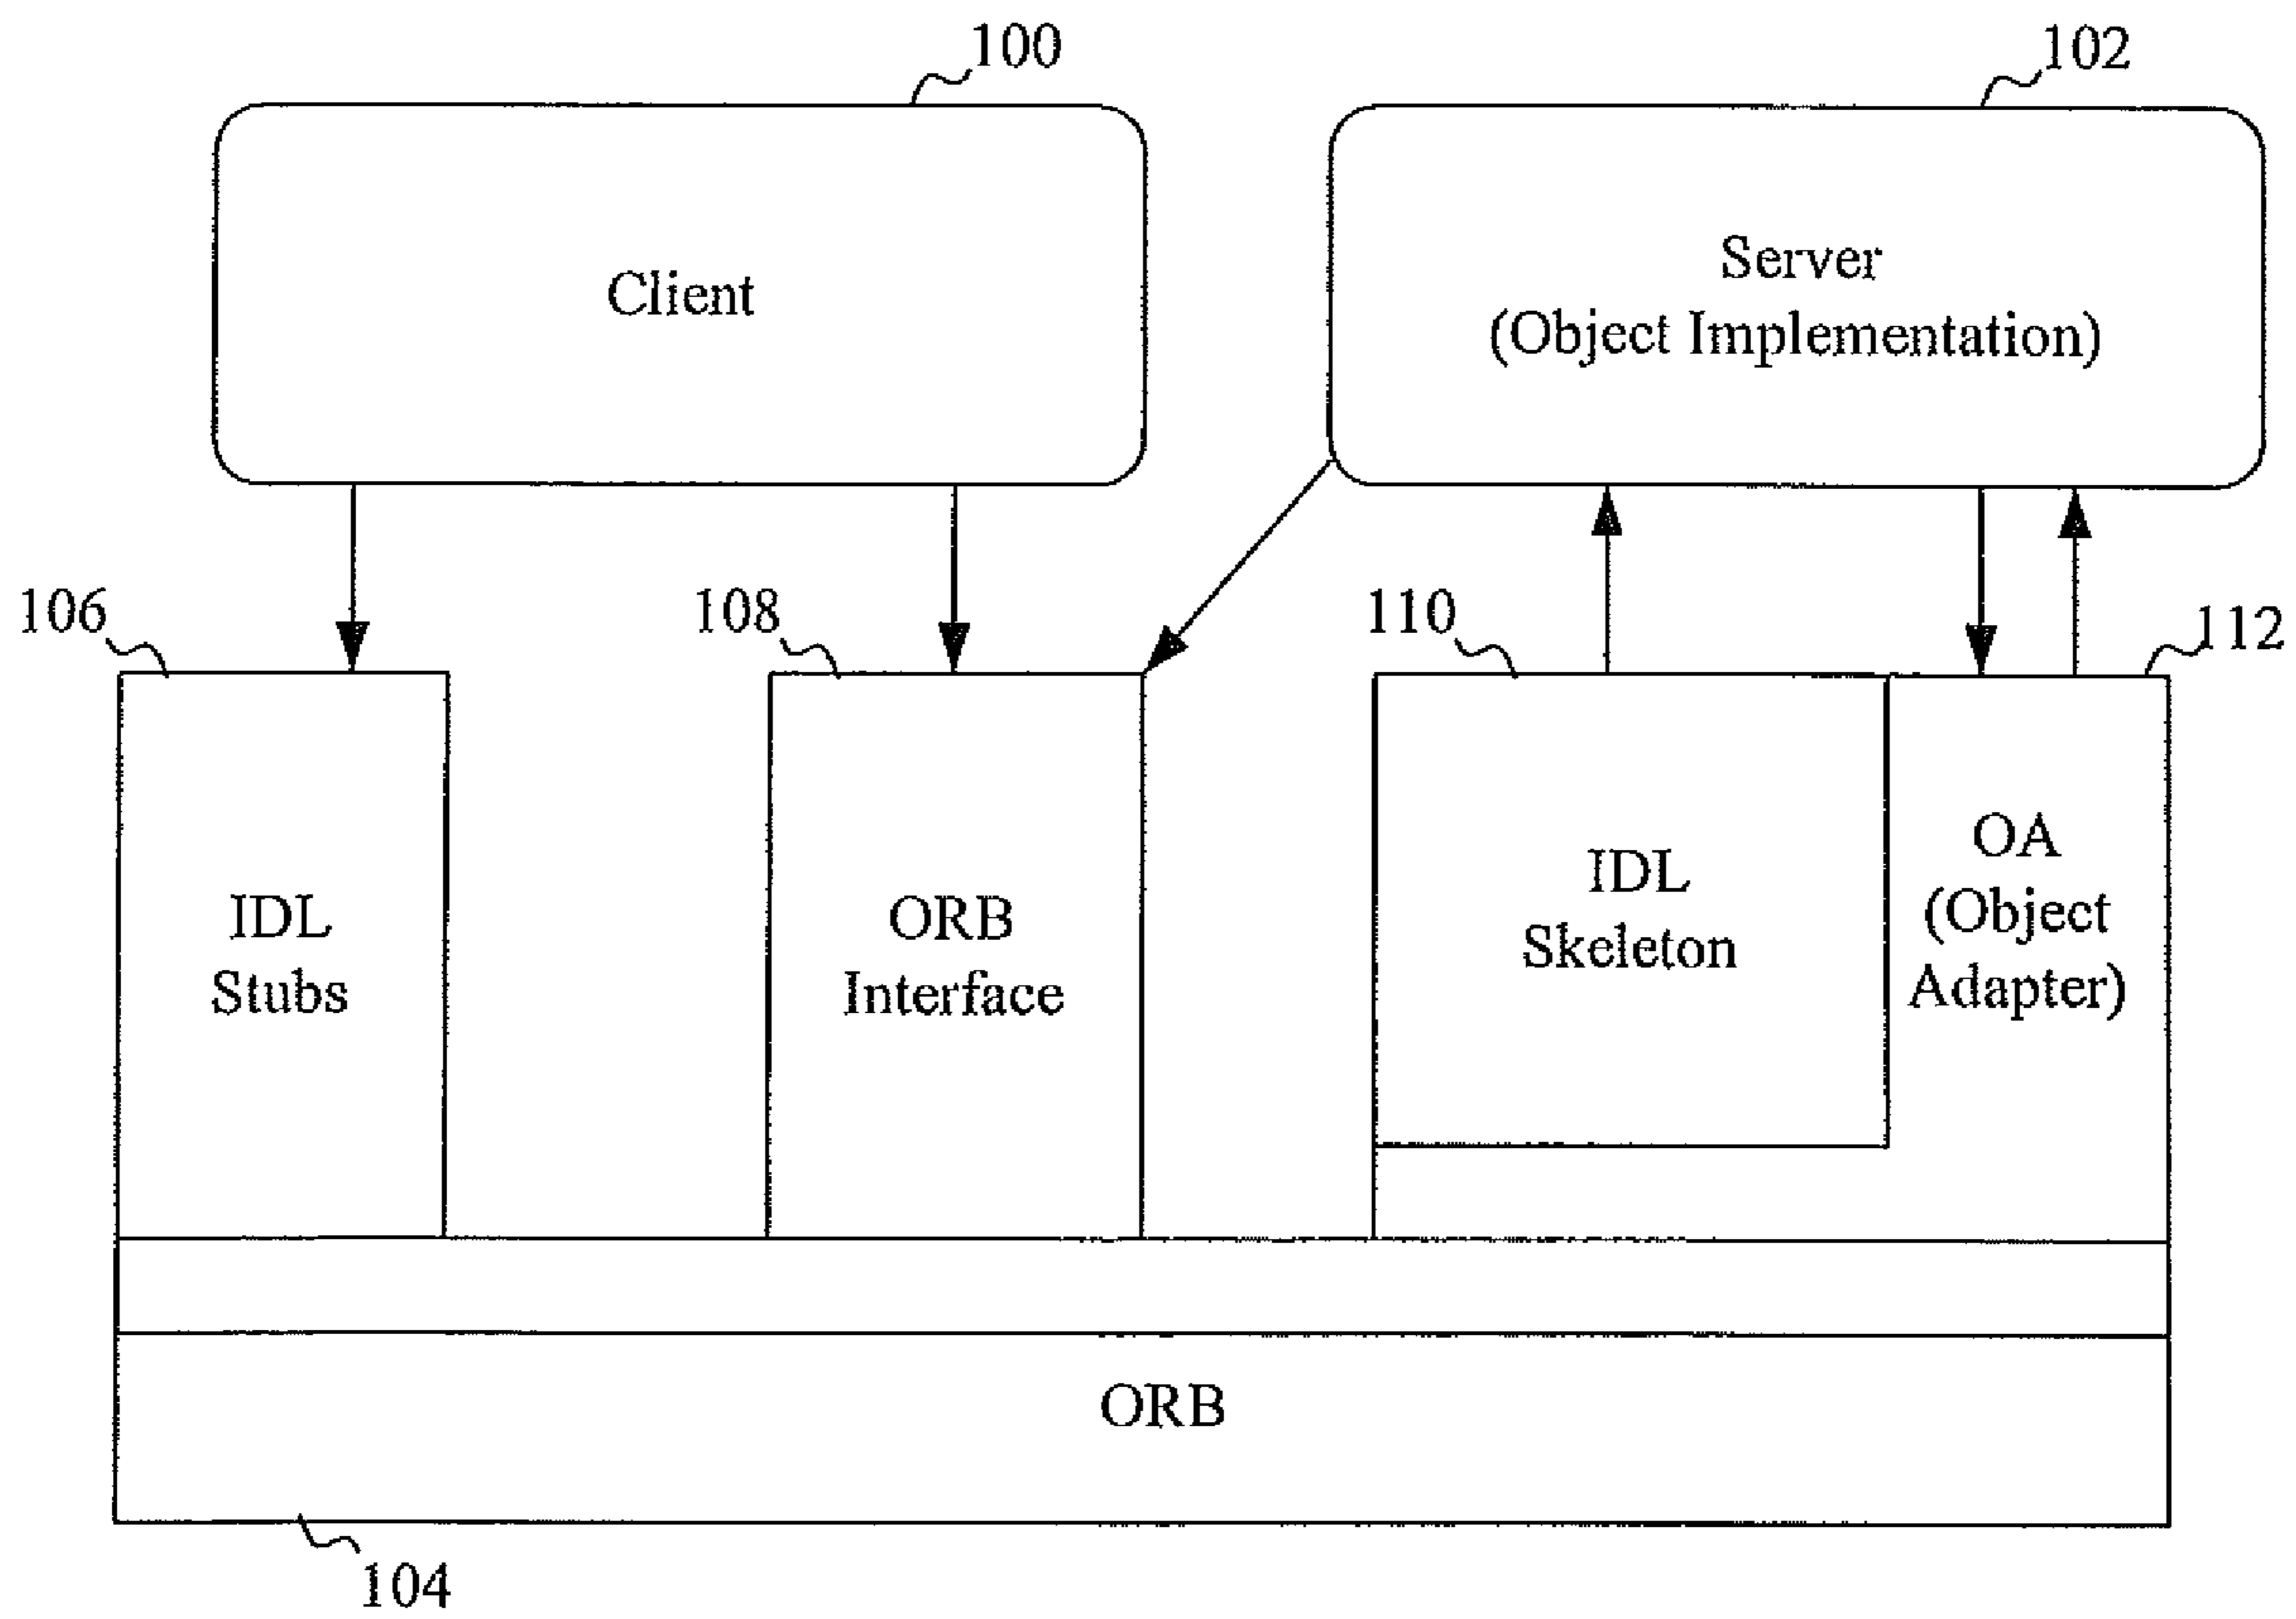 100
102
Client
Server
(Object Implementation)
106
108
110
112
IDL
Stubs
ORB
Interface
IDL
Skeleton
OA
(Object
Adapter)
ORB
104